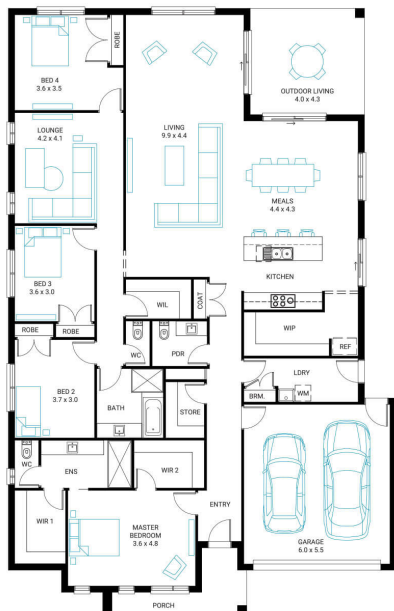 BED 4
3.6 x 3.5
ROBE
OUTDOOR LIVING
4.0 x 4.3
LOUNGE
4.2 x 4.1
LIVING
9.9 x 4.4
MEALS
4.4 x 4.3
BED 3
3.6 x 3.0
KITCHEN
WIL
COAT
ROBE
ROBE
WC
PDR
WIP
REF
BED 2
3.7 x 3.0
BATH
STORE
LDRY
BRM.
WM
WC
ENS
WIR 2
WIR 1
MASTER
BEDROOM
3.6 x 4.8
ENTRY
GARAGE
6.0 x 5.5
PORCH